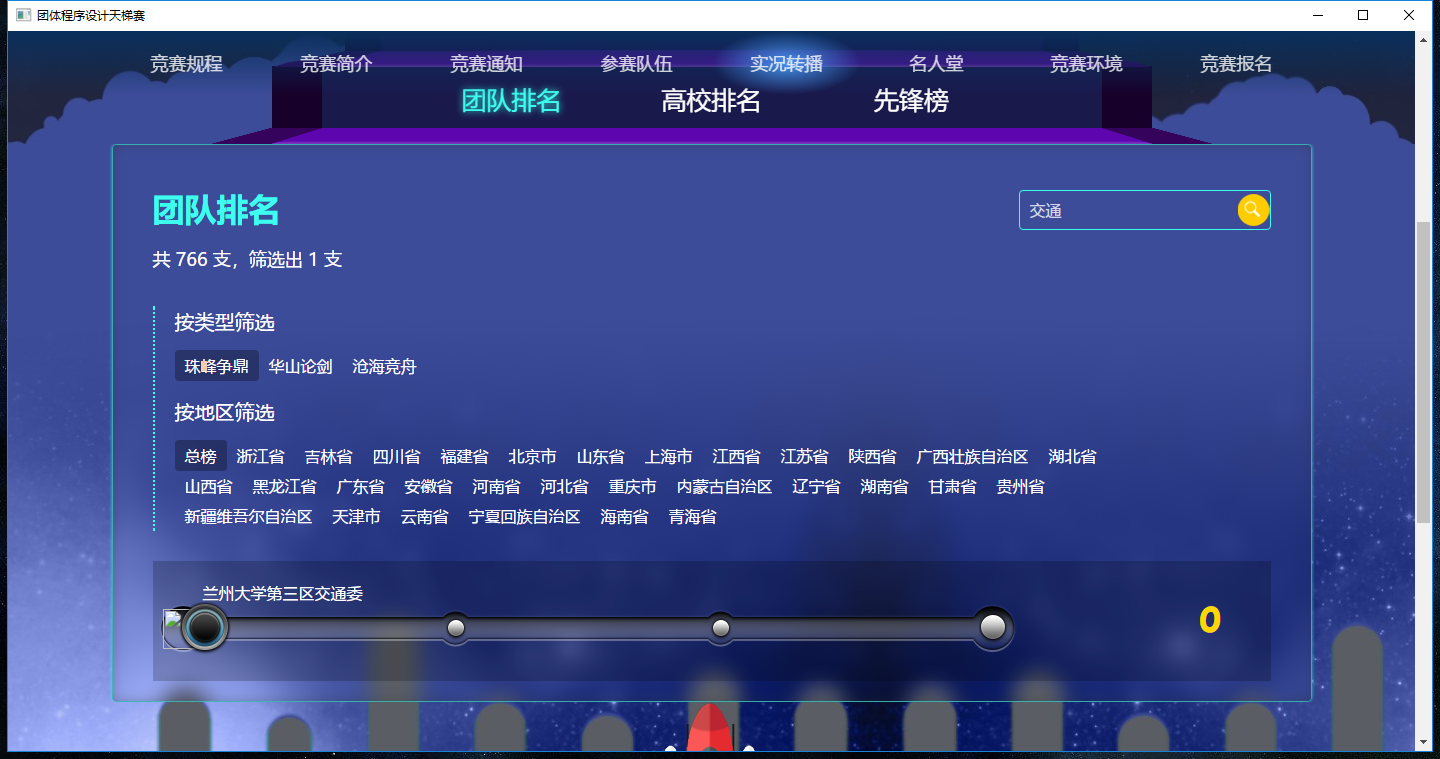 团体程序设计天梯赛
竞赛规程 竞赛简介 竞赛通知 参赛队伍 实况转播 名人堂 竞赛环境 竞赛报名
团队排名 高校排名 先锋榜
团队排名
交通
共 766 支，筛选出 1 支
按类型筛选
珠峰争鼎 华山论剑 沧海竞舟
按地区筛选
总榜 浙江省 吉林省 四川省 福建省 北京市 山东省 上海市 江西省 江苏省 陕西省 广西壮族自治区 湖北省
山西省 黑龙江省 广东省 安徽省 河南省 河北省 重庆市 内蒙古自治区 辽宁省 湖南省 甘肃省 贵州省
新疆维吾尔自治区 天津市 云南省 宁夏回族自治区 海南省 青海省
兰州大学第三区交通委
0